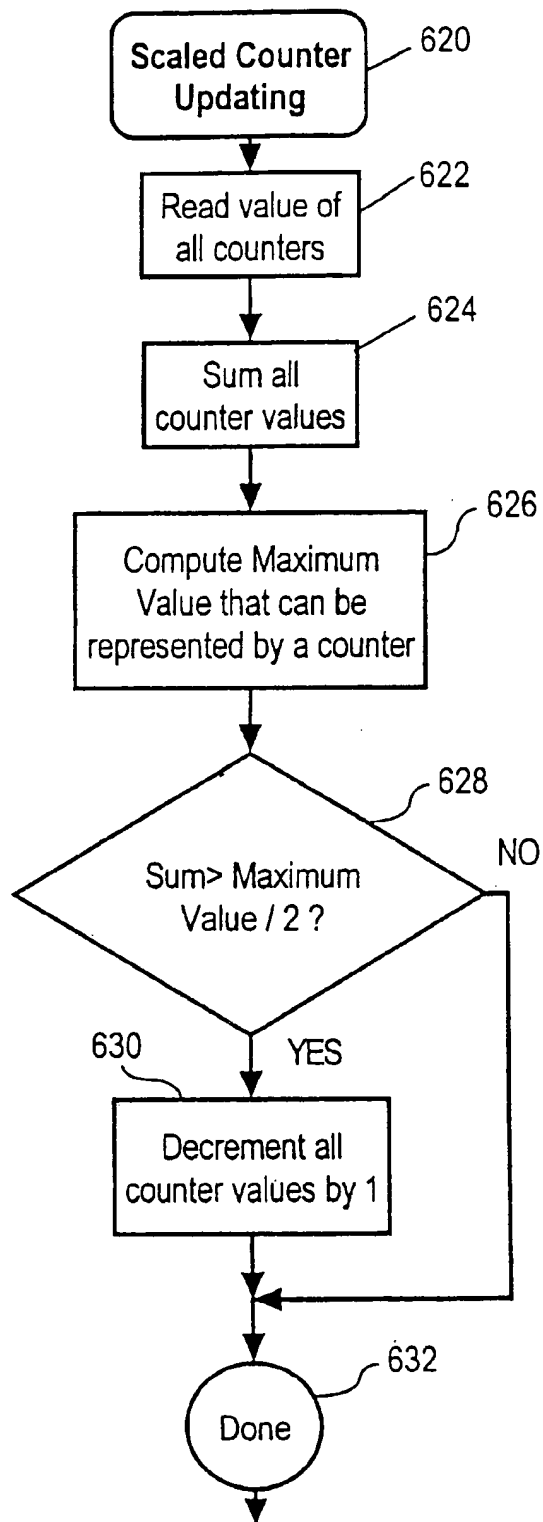 Scaled Counter
Updating
620
622
Read value of
all counters
624
Sum all
counter values
626
Compute Maximum
Value that can be
represented by a counter
628
NO
Sum> Maximum
Value / 2 ?
630
YES
Decrement all
counter values by 1
632
Done